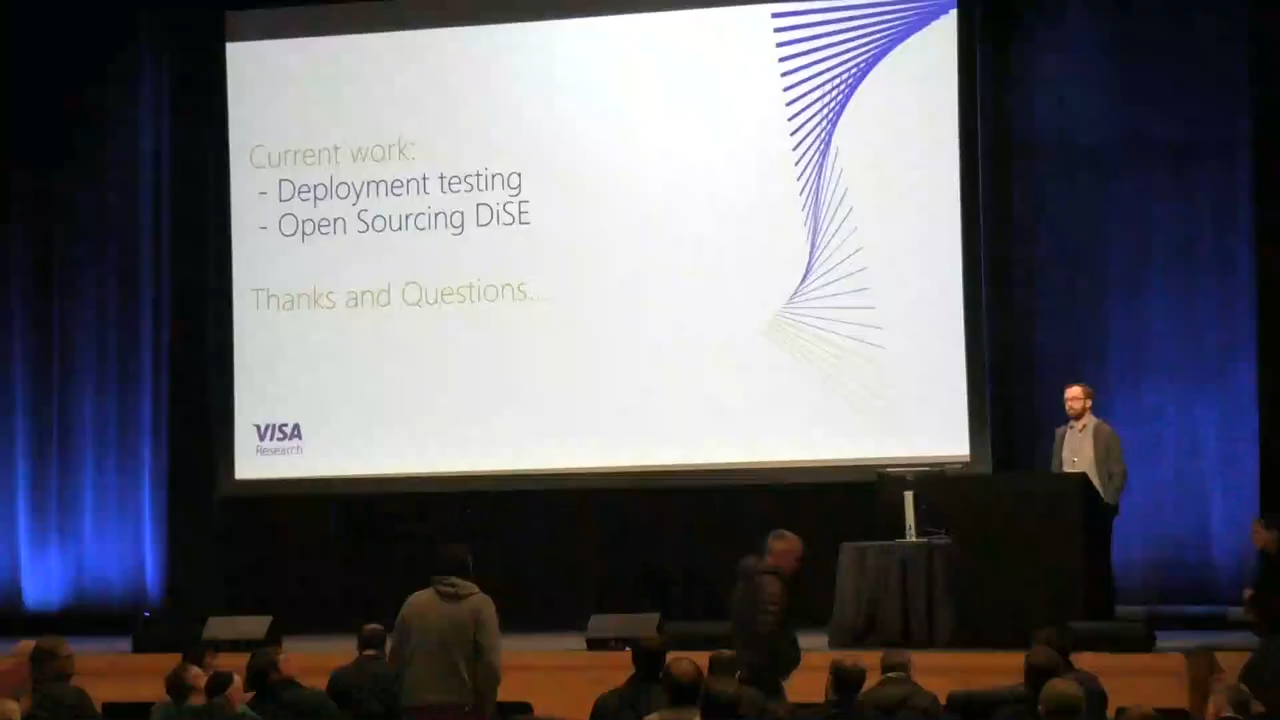 Current work:
- Deployment testing
- Open Sourcing DiSE
Thanks and Questions...
VISA
Research